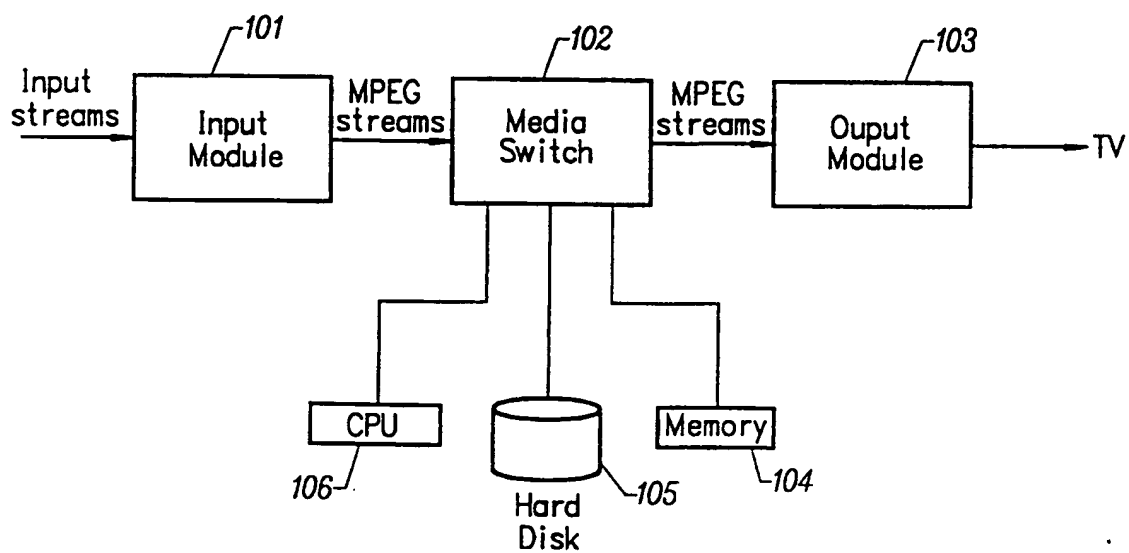 101
102
103
Input
streams
Input
Module
MPEG
streams
Media
Switch
MPEG
streams
Ouput
Module
TV
CPU
106
Hard
Disk
105
Memory
104